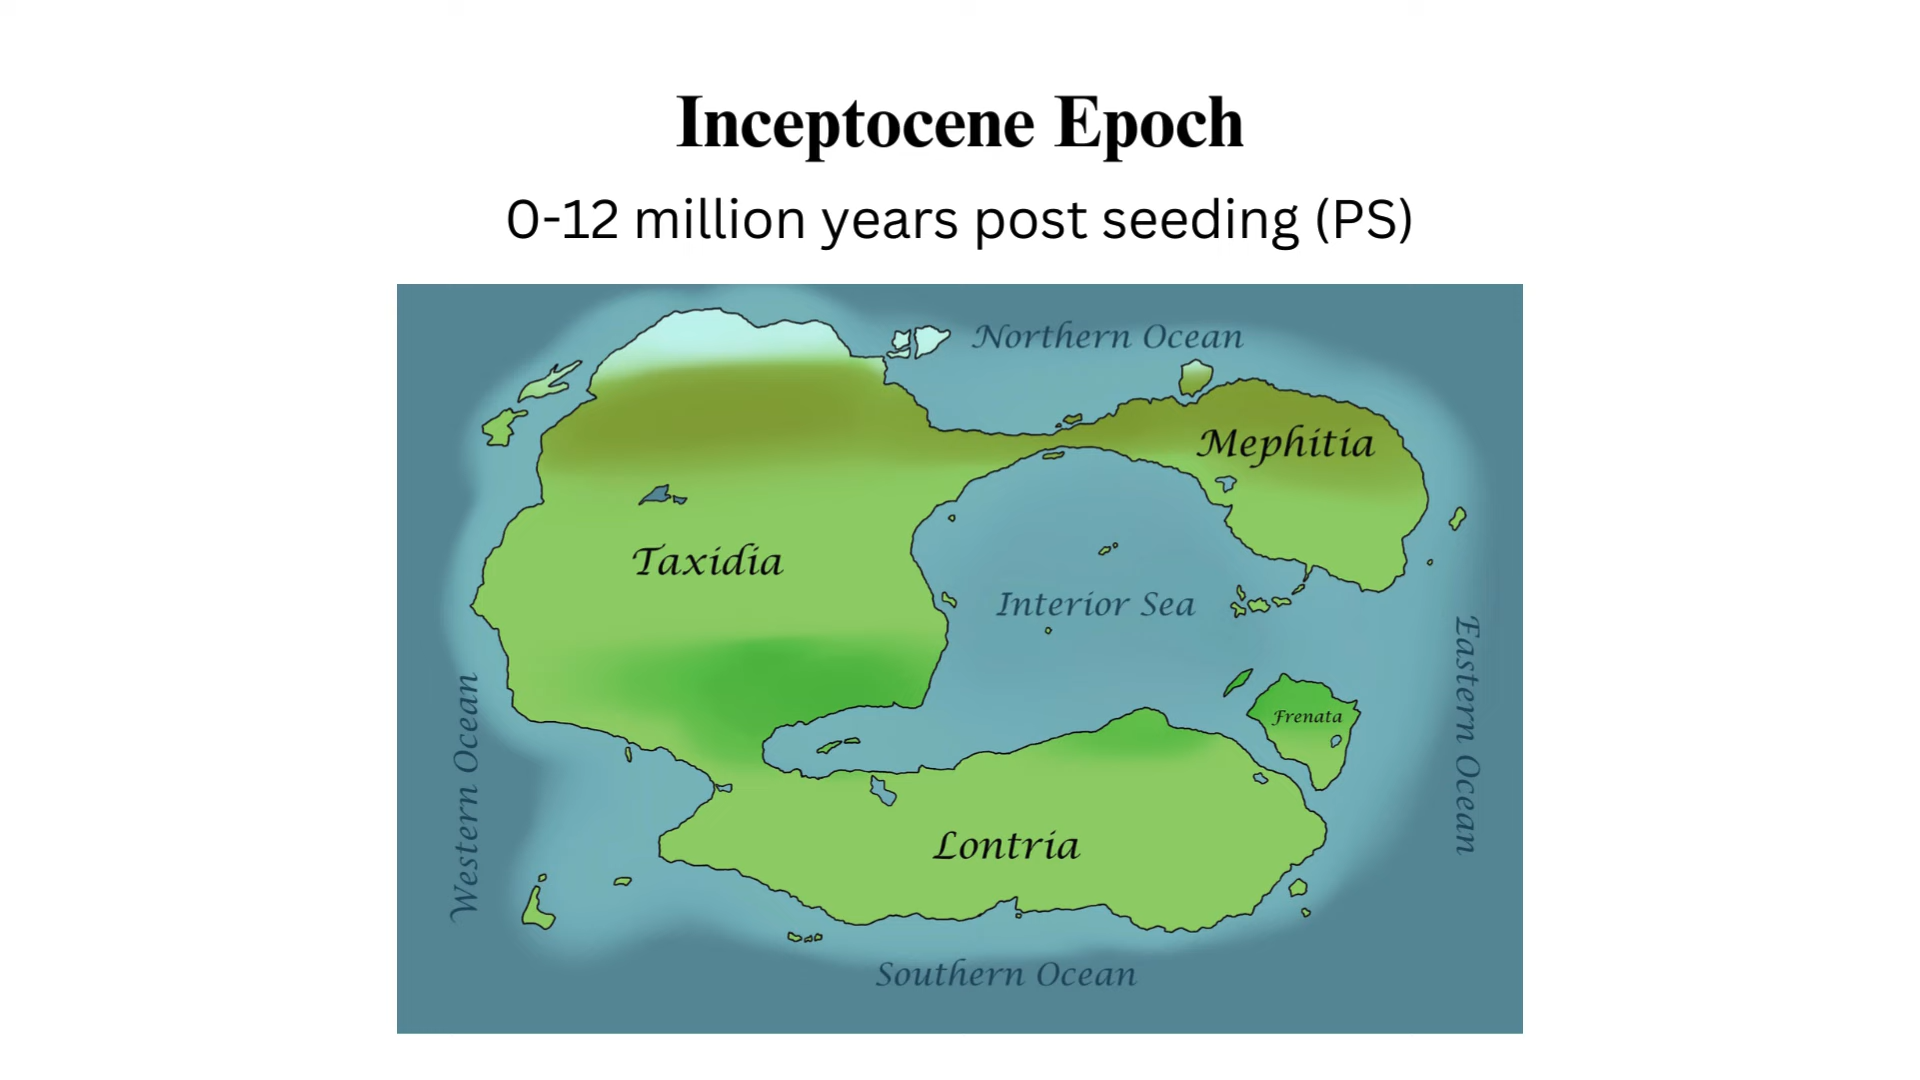 Inceptocene Epoch
0-12 million years post seeding (PS)
Northern Ocean
Mephitia
Taxidia
Interior Sea
Eastern Ocean
Western Ocean
Frenata
Lontria
Southern Ocean